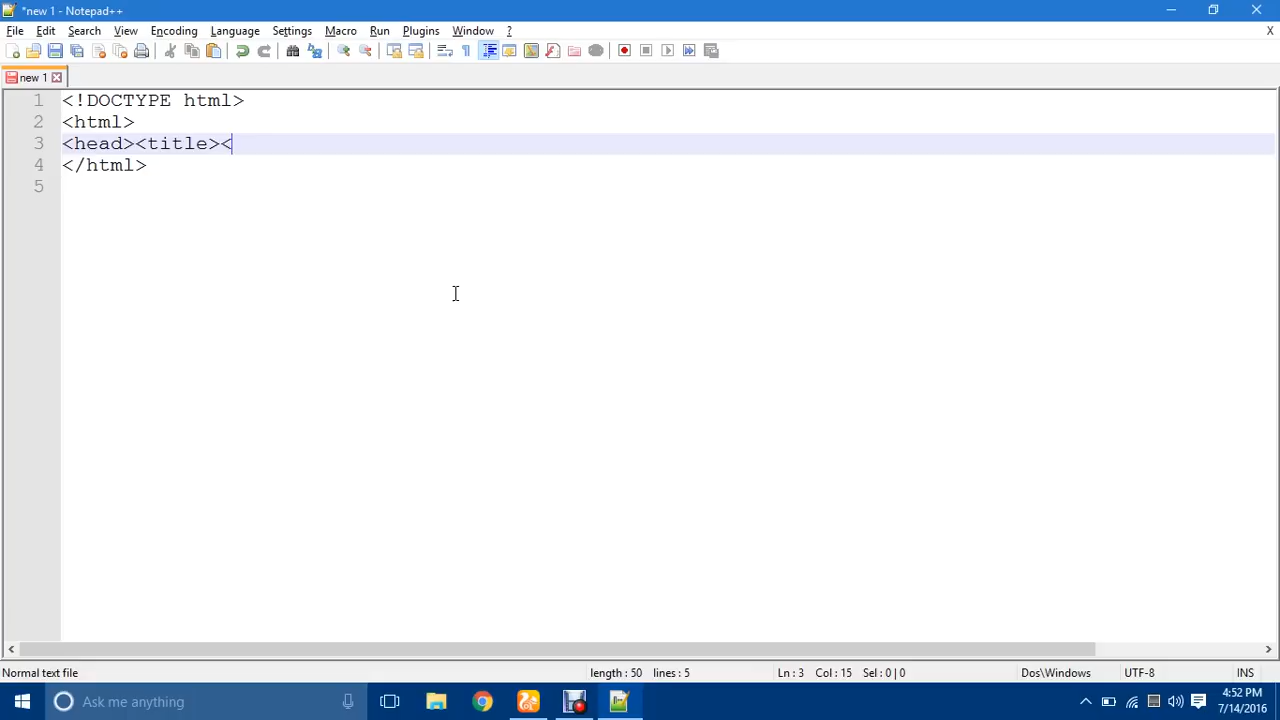 *new 1 - Notepad++
File Edit Search View Encoding Language Settings Macro Run Plugins Window ? X
new 1
1 <!DOCTYPE html>
2 <html>
3 <head><title><
4 </html>
5
Normal text file length : 50 lines : 5 Ln : 3 Col : 15 Sel : 0 | 0 Dos\Windows UTF-8 INS
Ask me anything
4:52 PM
7/14/2016